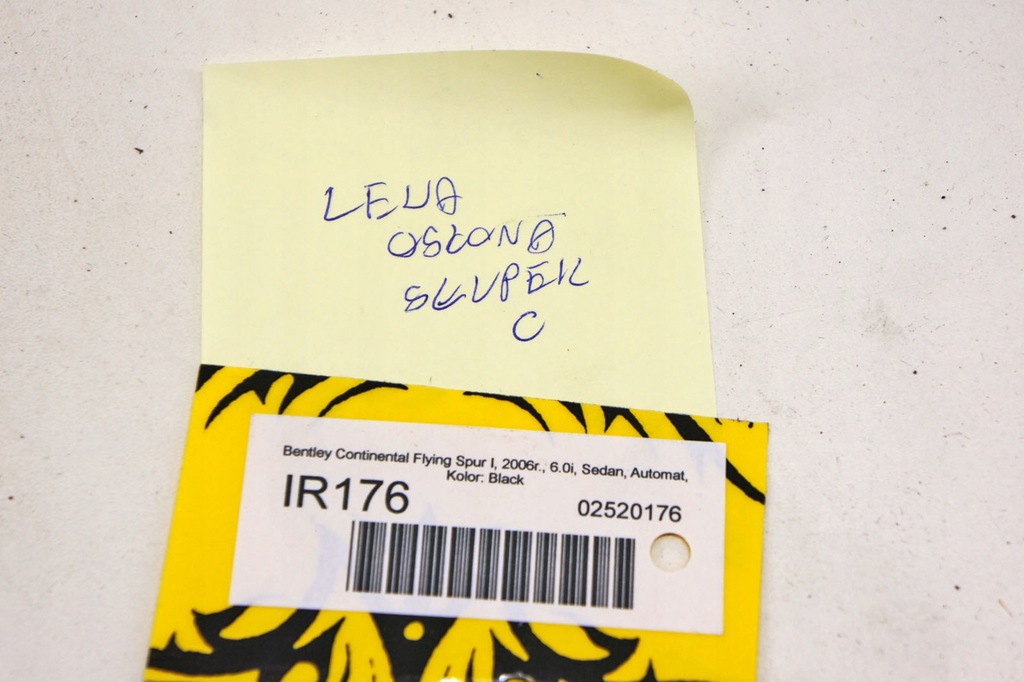 LEWA
OSŁONA
SŁUPEK
C
Bentley Continental Flying Spur I, 2006r., 6.0i, Sedan, Automat,
Kolor: Black
IR176
02520176